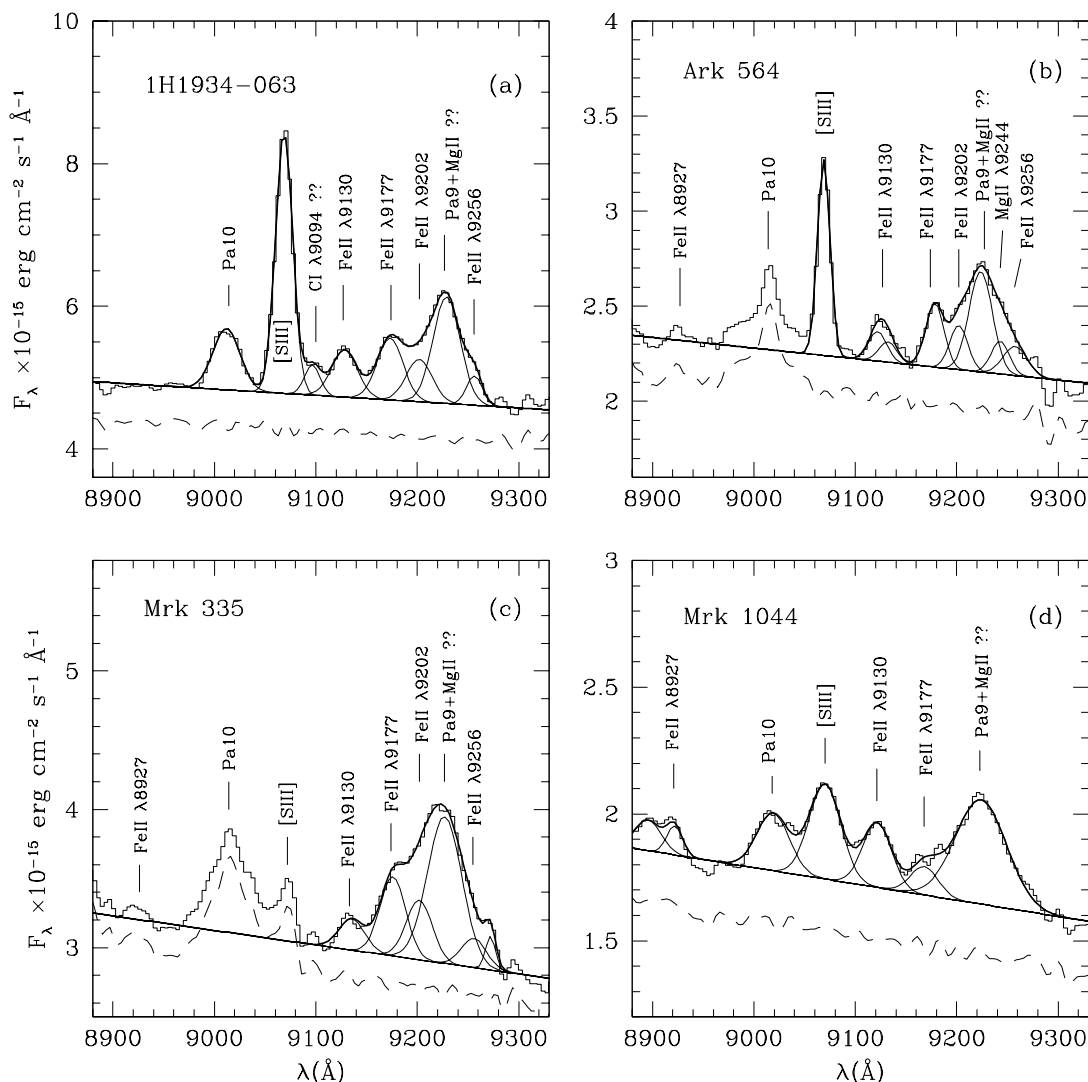 1H1934−063
(a)
Pa10
[SIII]
CI λ9094 ??
FeII λ9130
FeII λ9177
FeII λ9202
Pa9+MgII ??
FeII λ9256
10
8
6
4
8900 9000 9100 9200 9300
F_λ ×10⁻¹⁵ erg cm⁻² s⁻¹ Å⁻¹
Ark 564
(b)
FeII λ8927
Pa10
[SIII]
FeII λ9130
FeII λ9177
FeII λ9202
Pa9+MgII ??
MgII λ9244
FeII λ9256
4
3.5
3
2.5
2
8900 9000 9100 9200 9300
Mrk 335
(c)
FeII λ8927
Pa10
[SIII]
FeII λ9130
FeII λ9177
FeII λ9202
Pa9+MgII ??
FeII λ9256
5
4
3
8900 9000 9100 9200 9300
F_λ ×10⁻¹⁵ erg cm⁻² s⁻¹ Å⁻¹
λ(Å)
Mrk 1044
(d)
FeII λ8927
Pa10
[SIII]
FeII λ9130
FeII λ9177
Pa9+MgII ??
3
2.5
2
1.5
8900 9000 9100 9200 9300
λ(Å)